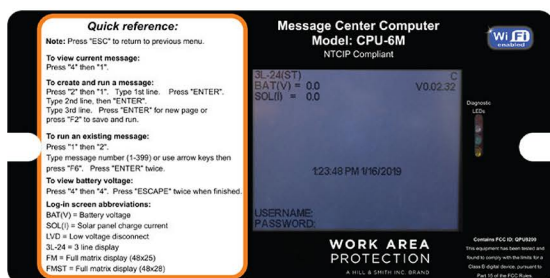 Quick reference:
Note: Press "ESC" to return to previous menu.
To view current message:
Press "4" then "1".
To create and run a message:
Press "2" then "1". Type 1st line. Press "ENTER".
Type 2nd line, then "ENTER".
Type 3rd line. Press "ENTER" for new page or
press "F2" to save and run.
To run an existing message:
Press "1" then "2".
Type message number (1-399) or use arrow keys then
press "F6". Press "ENTER" twice.
To view battery voltage:
Press "4" then "4". Press "ESCAPE" twice when finished.
Log-in screen abbreviations:
BAT(V) = Battery voltage
SOL(I) = Solar panel charge current
LVD = Low voltage disconnect
3L-24 = 3 line display
FM = Full matrix display (48x25)
FMST = Full matrix display (48x28)
Message Center Computer
Model: CPU-6M
NTCIP Compliant
Wi Fi
enabled
3L-24(ST) C
BAT(V) = 0.0 V0.02.32
SOL(I) = 0.0
1:23:48 PM 1/16/2019
USERNAME:
PASSWORD:
Diagnostic
LEDs
WORK AREA
PROTECTION
A HILL & SMITH INC. BRAND
Contains FCC ID: QPU9200
This equipment has been tested and
found to comply with the limits for a
Class B digital device, pursuant to
Part 15 of the FCC Rules.